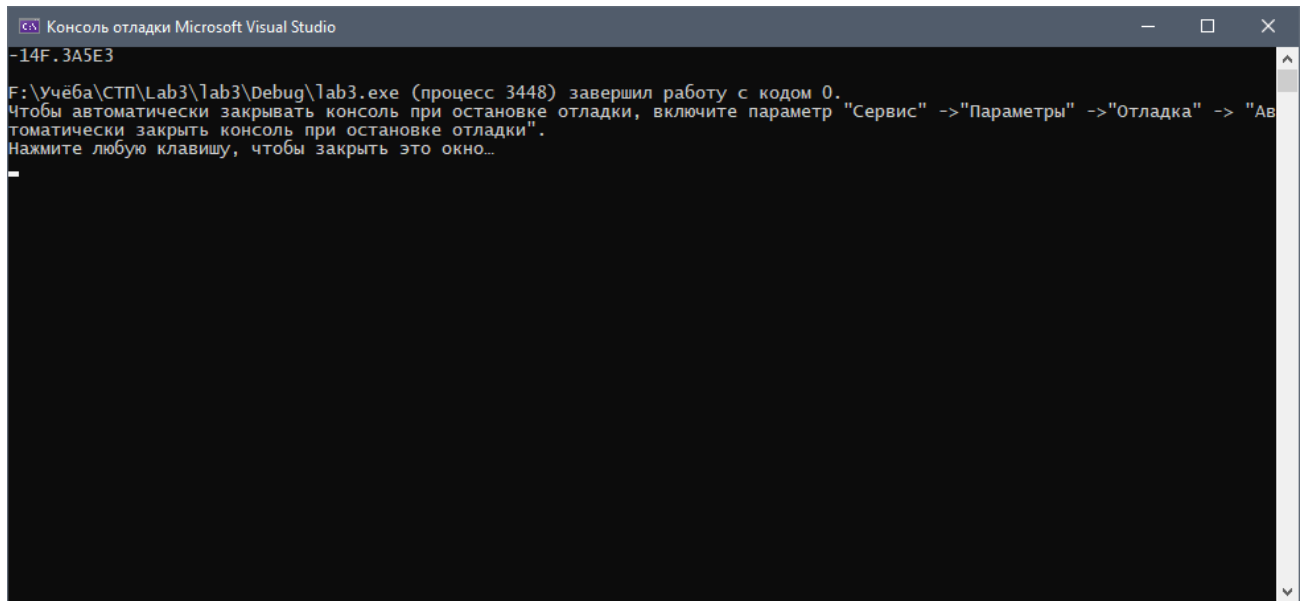 Консоль отладки Microsoft Visual Studio
-14F.3A5E3
F:\Учёба\СТП\Lab3\lab3\Debug\lab3.exe (процесс 3448) завершил работу с кодом 0.
Чтобы автоматически закрывать консоль при остановке отладки, включите параметр "Сервис" ->"Параметры" ->"Отладка" -> "Ав
томатически закрыть консоль при остановке отладки".
Нажмите любую клавишу, чтобы закрыть это окно…